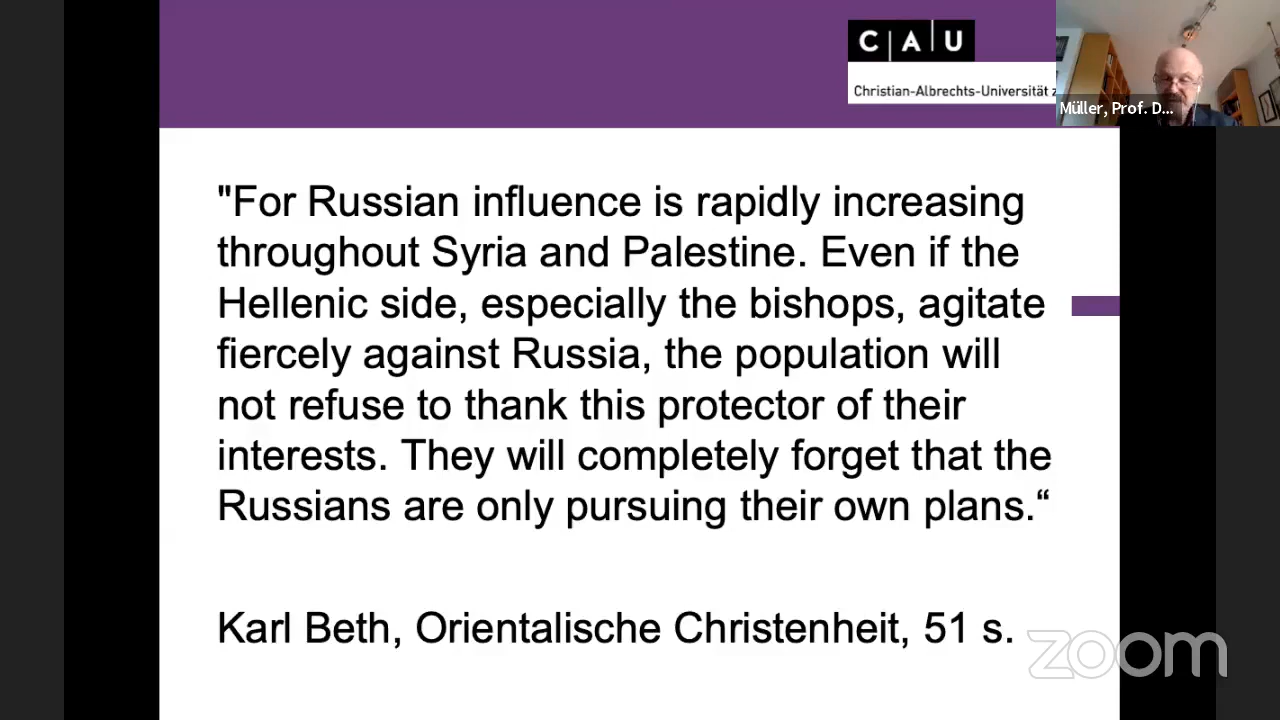 C A U
Christian-Albrechts-Universität z
Müller, Prof. D...
"For Russian influence is rapidly increasing
throughout Syria and Palestine. Even if the
Hellenic side, especially the bishops, agitate
fiercely against Russia, the population will
not refuse to thank this protector of their
interests. They will completely forget that the
Russians are only pursuing their own plans.“
Karl Beth, Orientalische Christenheit, 51 s.
zoom